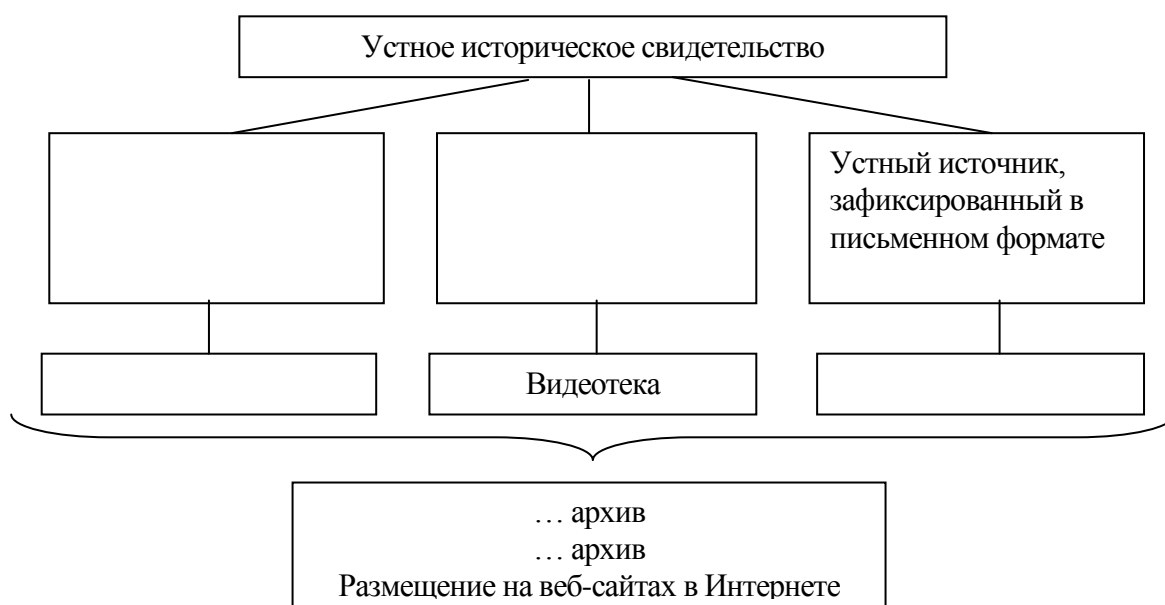 Устное историческое свидетельство
Устный источник,
зафиксированный в
письменном формате
Видеотека
… архив
… архив
Размещение на веб-сайтах в Интернете